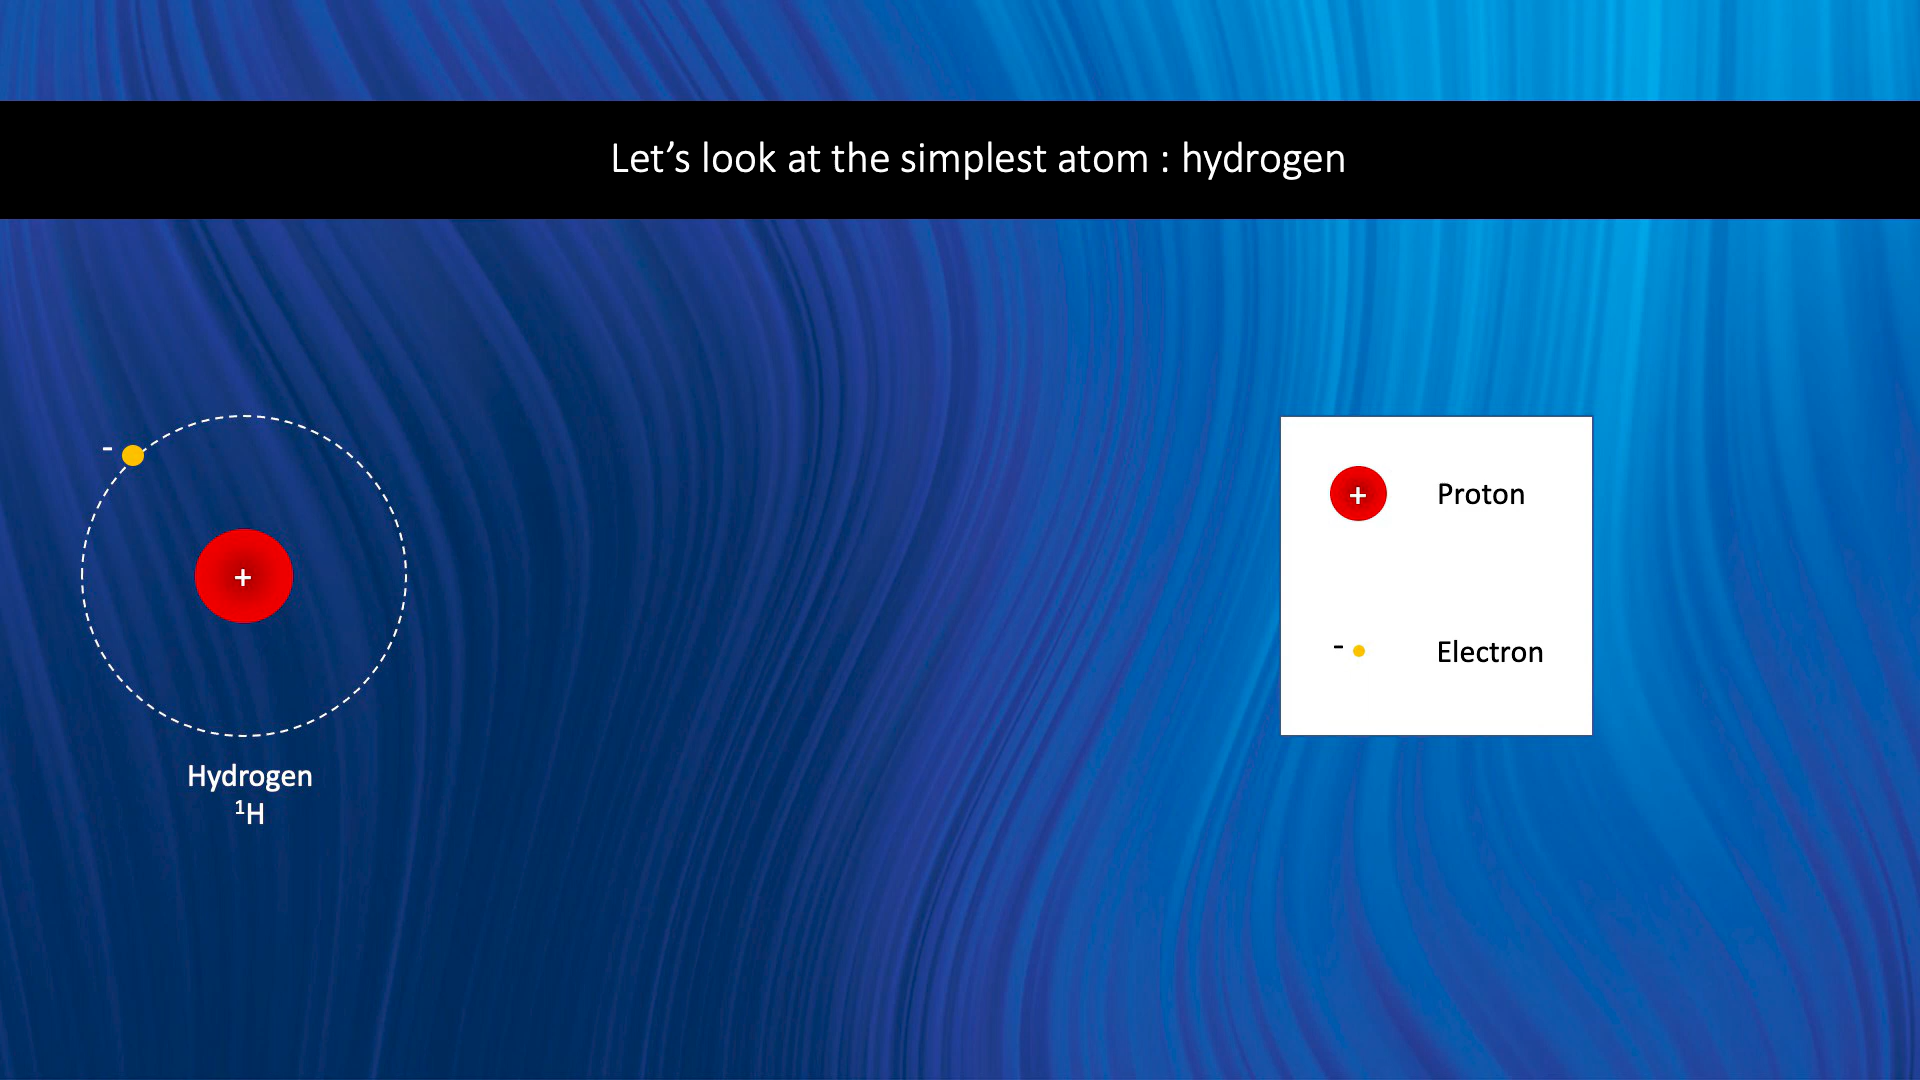 Let’s look at the simplest atom : hydrogen
-
+
Hydrogen
¹H
+ Proton
- Electron